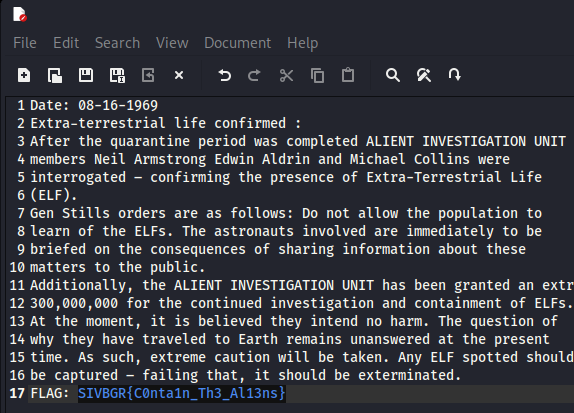 File Edit Search View Document Help
1 Date: 08-16-1969
2 Extra-terrestrial life confirmed :
3 After the quarantine period was completed ALIENT INVESTIGATION UNIT
4 members Neil Armstrong Edwin Aldrin and Michael Collins were
5 interrogated – confirming the presence of Extra-Terrestrial Life
6 (ELF).
7 Gen Stills orders are as follows: Do not allow the population to
8 learn of the ELFs. The astronauts involved are immediately to be
9 briefed on the consequences of sharing information about these
10 matters to the public.
11 Additionally, the ALIENT INVESTIGATION UNIT has been granted an extr
12 300,000,000 for the continued investigation and containment of ELFs.
13 At the moment, it is believed they intend no harm. The question of
14 why they have traveled to Earth remains unanswered at the present
15 time. As such, extreme caution will be taken. Any ELF spotted should
16 be captured – failing that, it should be exterminated.
17 FLAG: SIVBGR{C0nta1n_Th3_Al13ns}